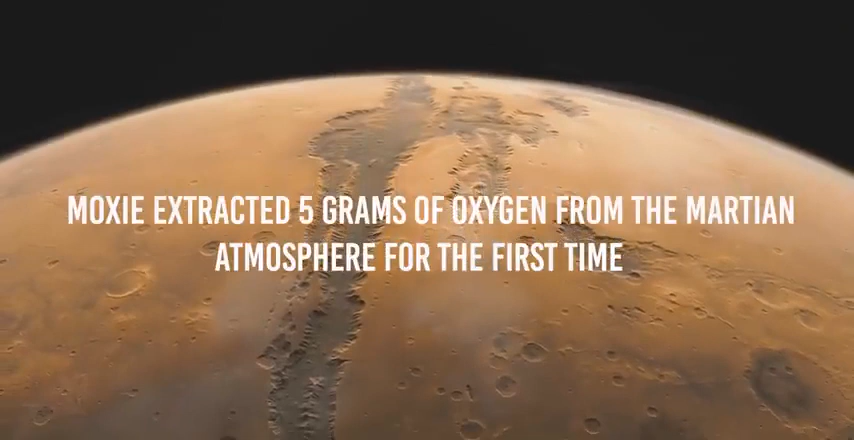 MOXIE EXTRACTED 5 GRAMS OF OXYGEN FROM THE MARTIAN
ATMOSPHERE FOR THE FIRST TIME